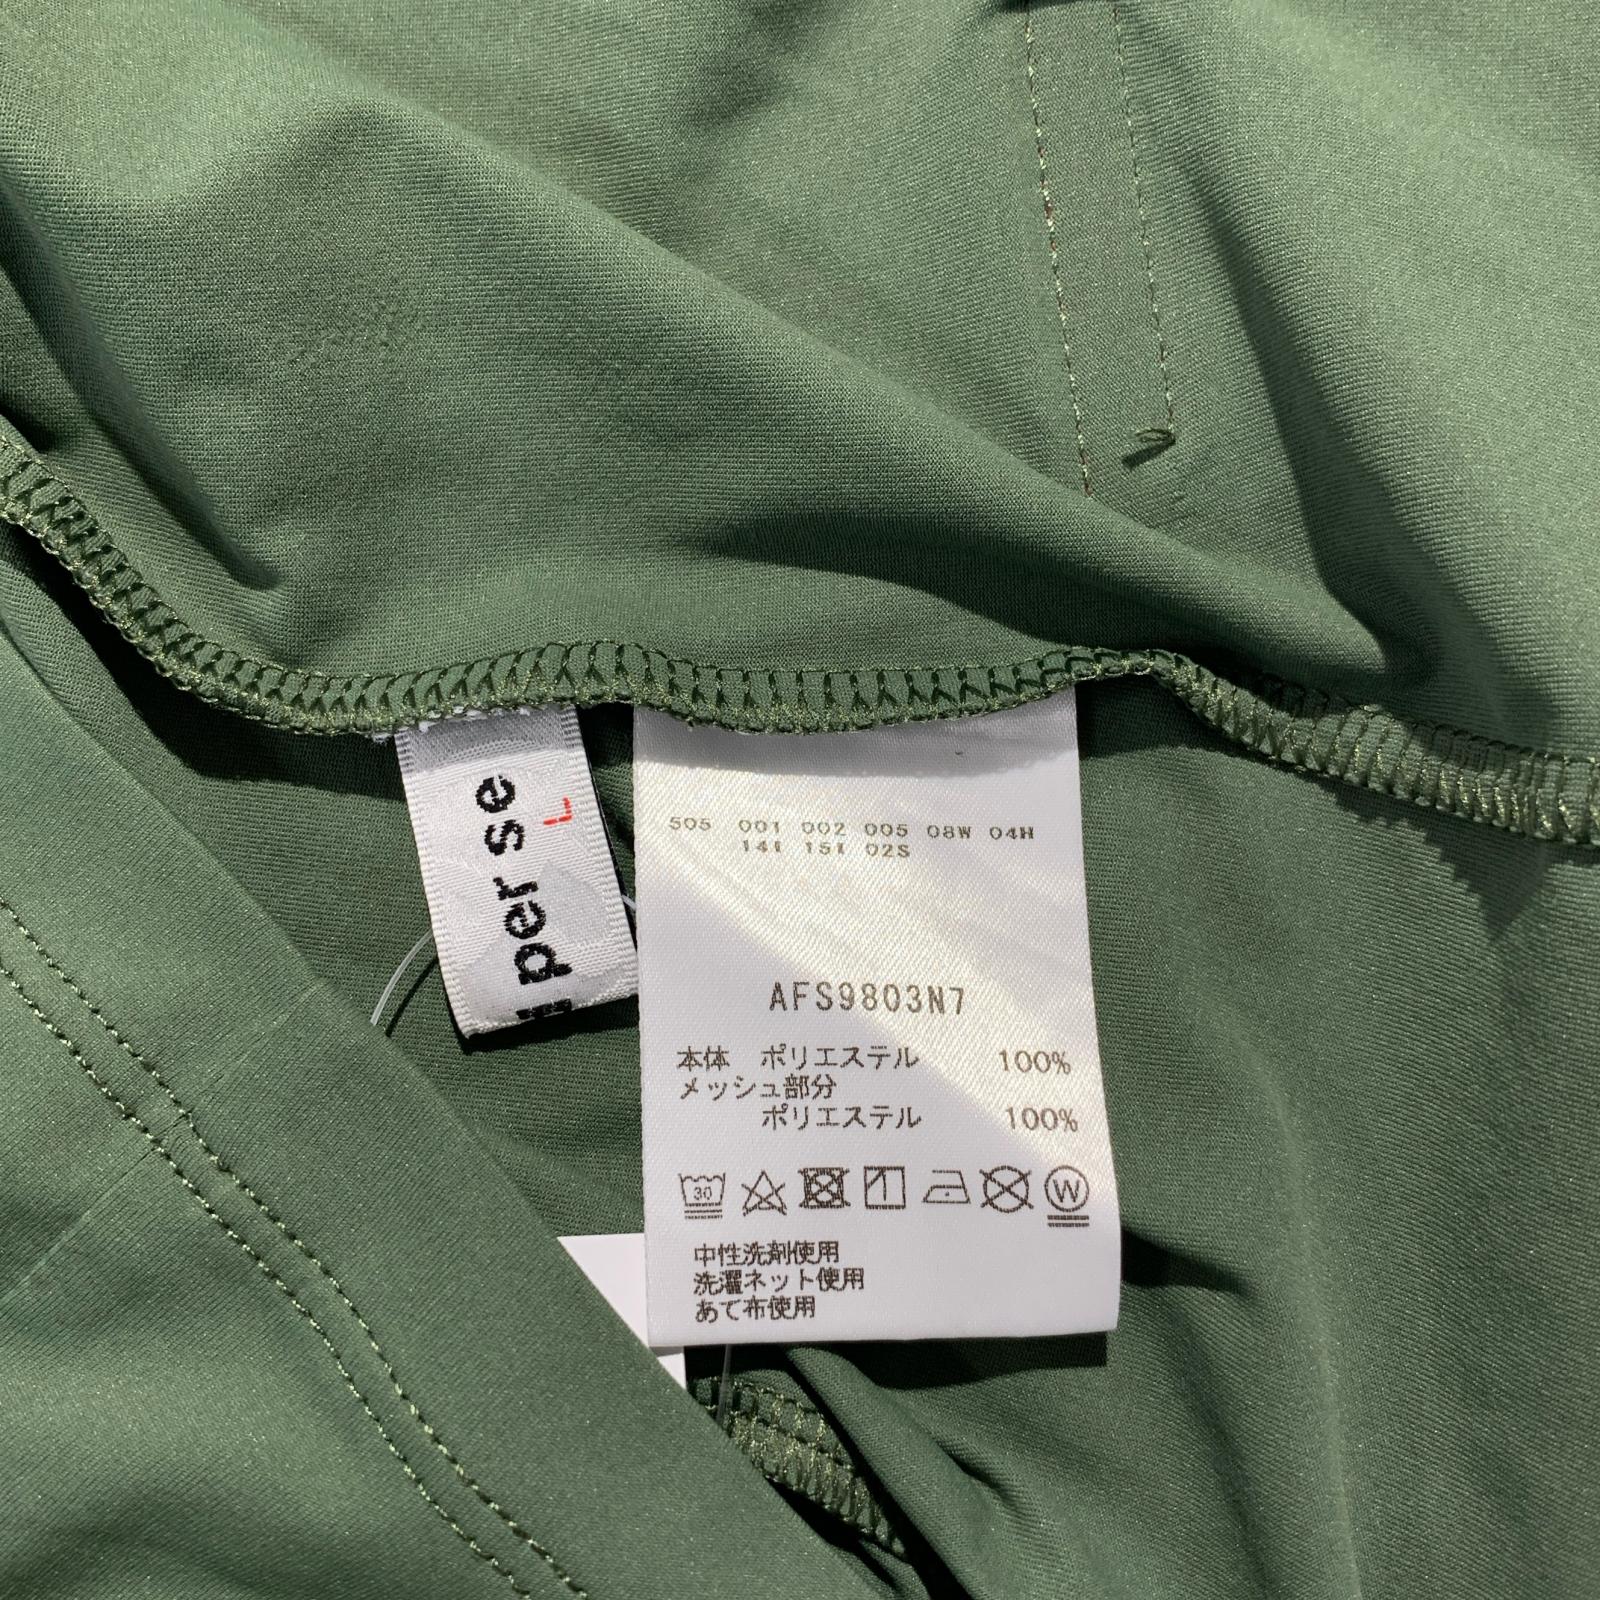 per se
L
505 001 002 005 08W 04H
14I 15I 02S
AFS9803N7
本体 ポリエステル 100%
メッシュ部分
ポリエステル 100%
30 W
中性洗剤使用
洗濯ネット使用
あて布使用